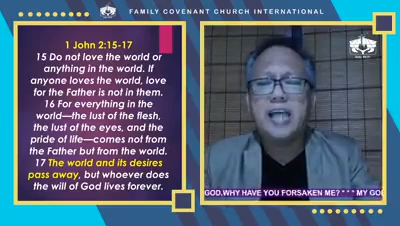 FAMILY COVENANT CHURCH INTERNATIONAL
1 John 2:15-17
15 Do not love the world or
anything in the world. If
anyone loves the world, love
for the Father is not in them.
16 For everything in the
world—the lust of the flesh,
the lust of the eyes, and the
pride of life—comes not from
the Father but from the world.
17 The world and its desires
pass away, but whoever does
the will of God lives forever.
GOD,WHY HAVE YOU FORSAKEN ME? * * * MY GO